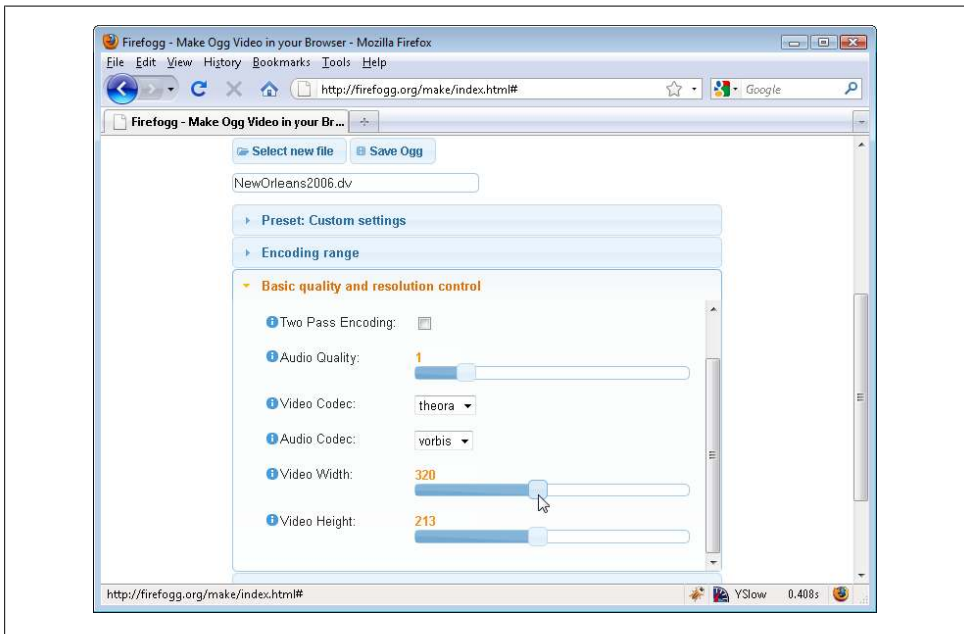 Firefogg - Make Ogg Video in your Browser - Mozilla Firefox
File Edit View History Bookmarks Tools Help
http://firefogg.org/make/index.html#
Google
Firefogg - Make Ogg Video in your Br...
Select new file Save Ogg
NewOrleans2006.dv
Preset: Custom settings
Encoding range
Basic quality and resolution control
Two Pass Encoding:
Audio Quality: 1
Video Codec: theora
Audio Codec: vorbis
Video Width: 320
Video Height: 213
http://firefogg.org/make/index.html# YSlow 0.408s